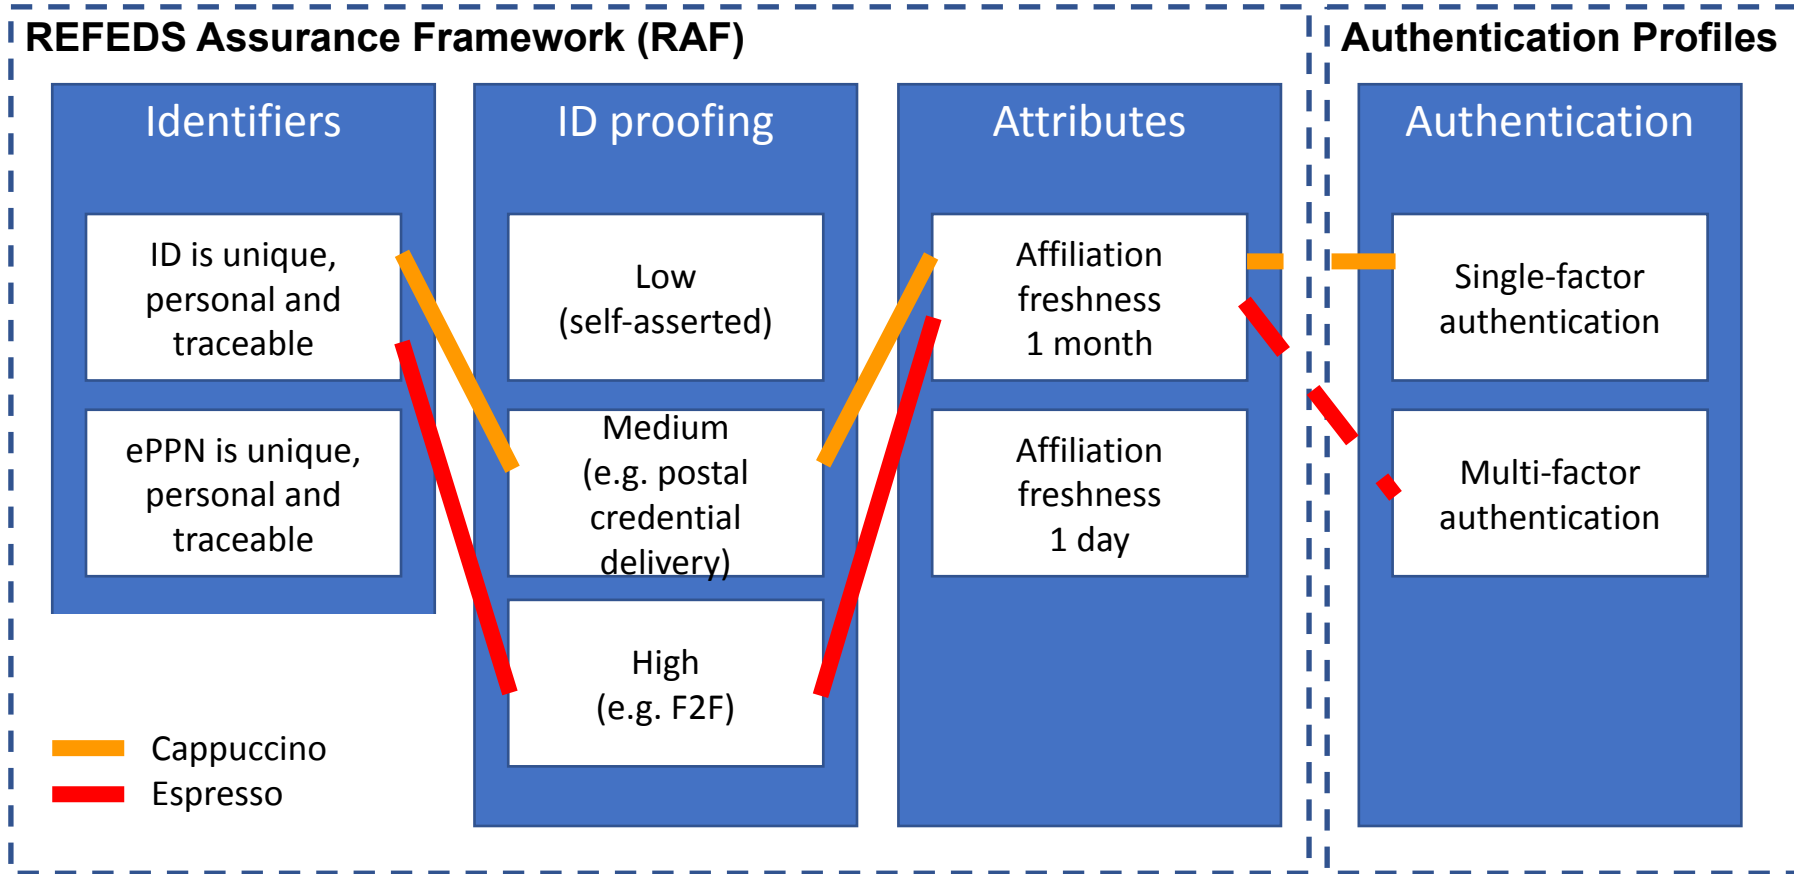 REFEDS Assurance Framework (RAF)
Authentication Profiles
Identifiers
ID is unique,
personal and
traceable
ePPN is unique,
personal and
traceable
ID proofing
Low
(self-asserted)
Medium
(e.g. postal
credential
delivery)
High
(e.g. F2F)
Attributes
Affiliation
freshness
1 month
Affiliation
freshness
1 day
Authentication
Single-factor
authentication
Multi-factor
authentication
Cappuccino
Espresso